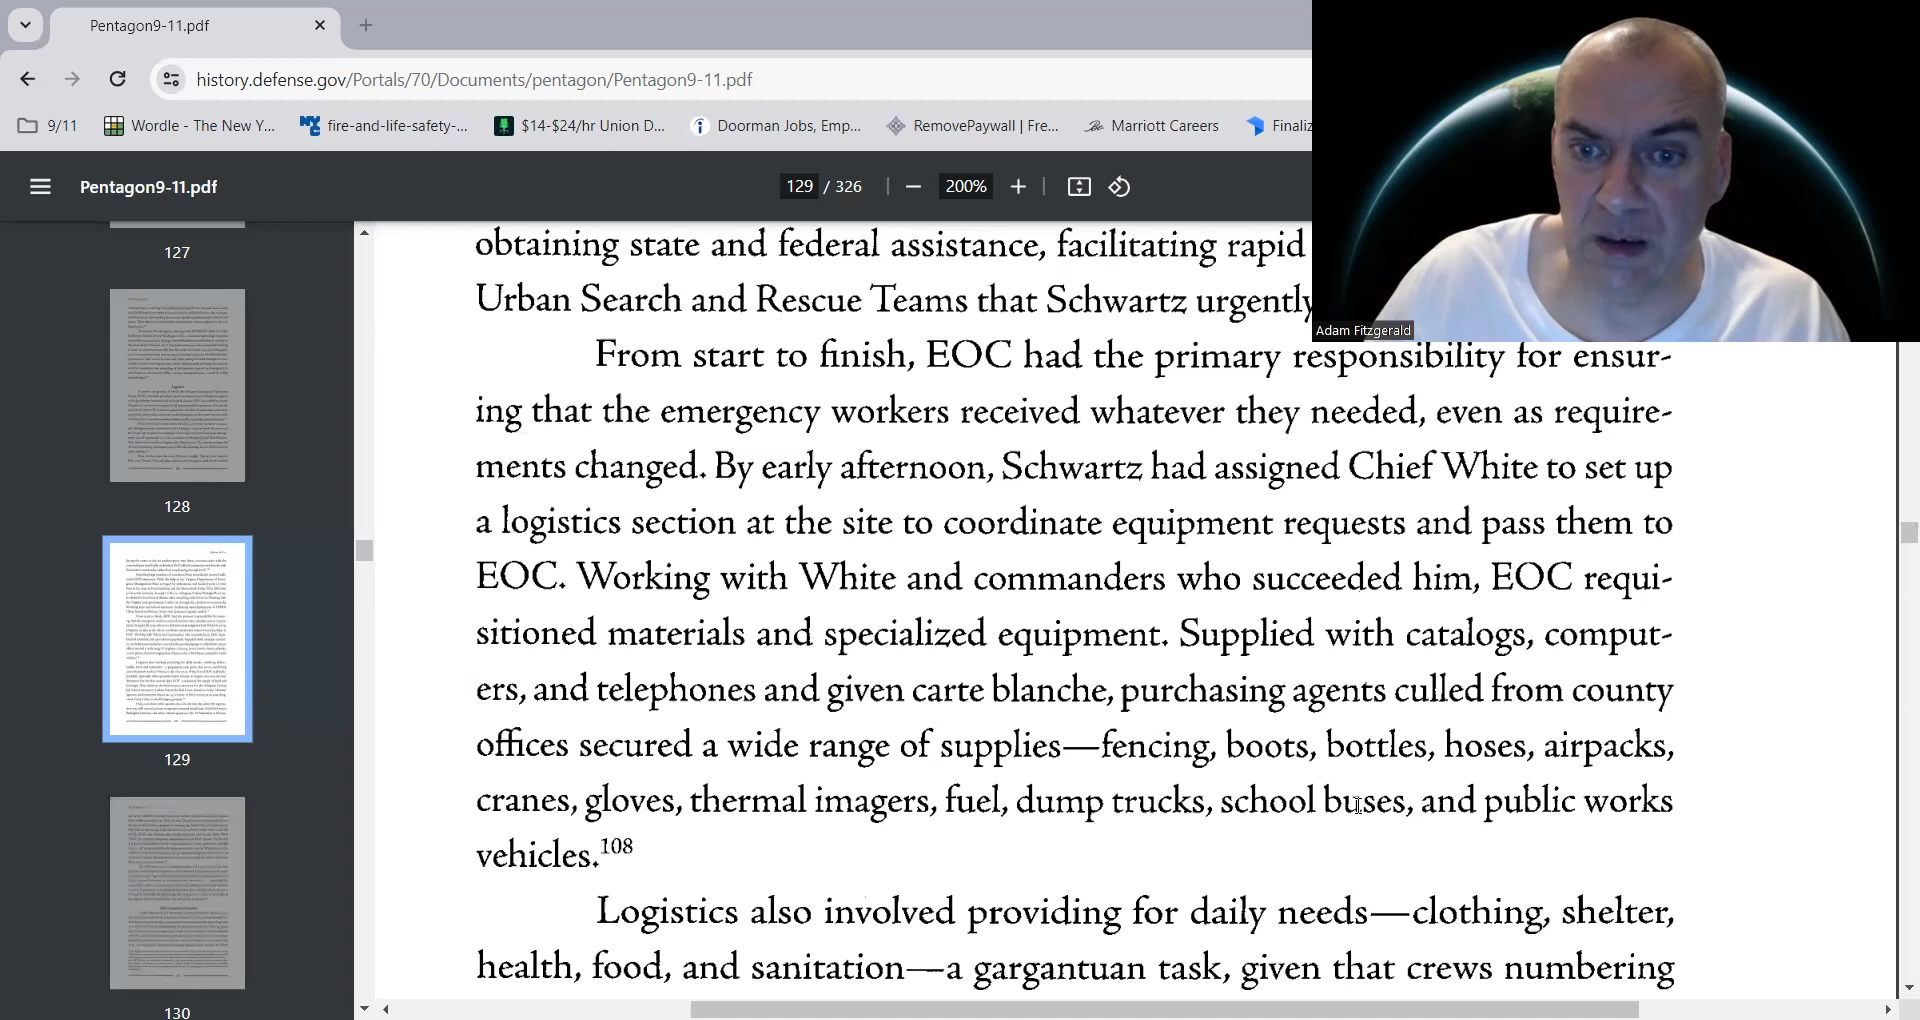 Pentagon9-11.pdf
history.defense.gov/Portals/70/Documents/pentagon/Pentagon9-11.pdf
9/11
Wordle - The New Y...
fire-and-life-safety-...
$14-$24/hr Union D...
Doorman Jobs, Emp...
RemovePaywall | Fre...
Marriott Careers
Finaliz
Pentagon9-11.pdf
129 / 326
200%
127
128
129
130
Adam Fitzgerald
obtaining state and federal assistance, facilitating rapid
Urban Search and Rescue Teams that Schwartz urgently
From start to finish, EOC had the primary responsibility for ensur-
ing that the emergency workers received whatever they needed, even as require-
ments changed. By early afternoon, Schwartz had assigned Chief White to set up
a logistics section at the site to coordinate equipment requests and pass them to
EOC. Working with White and commanders who succeeded him, EOC requi-
sitioned materials and specialized equipment. Supplied with catalogs, comput-
ers, and telephones and given carte blanche, purchasing agents culled from county
offices secured a wide range of supplies—fencing, boots, bottles, hoses, airpacks,
cranes, gloves, thermal imagers, fuel, dump trucks, school buses, and public works
vehicles.108
Logistics also involved providing for daily needs—clothing, shelter,
health, food, and sanitation—a gargantuan task, given that crews numbering